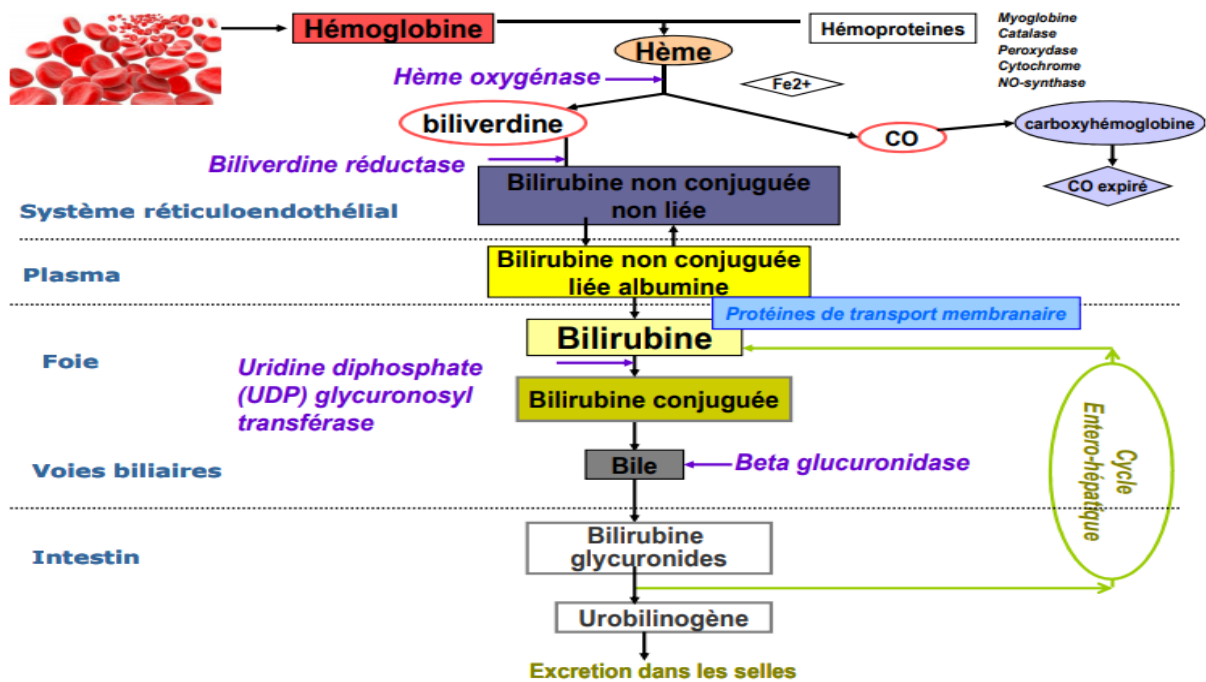 Hémoglobine
Hémoproteines
Myoglobine
Catalase
Peroxydase
Cytochrome
NO-synthase
Hème
Hème oxygénase
Fe2+
biliverdine
CO
carboxyhémoglobine
CO expiré
Biliverdine réductase
Bilirubine non conjuguée
non liée
Système réticuloendothélial
Plasma
Bilirubine non conjuguée
liée albumine
Protéines de transport membranaire
Foie
Bilirubine
Uridine diphosphate
(UDP) glycuronosyl
transférase
Bilirubine conjuguée
Cycle
Entero-hépatique
Voies biliaires
Bile
Beta glucuronidase
Intestin
Bilirubine
glycuronides
Urobilinogène
Excretion dans les selles